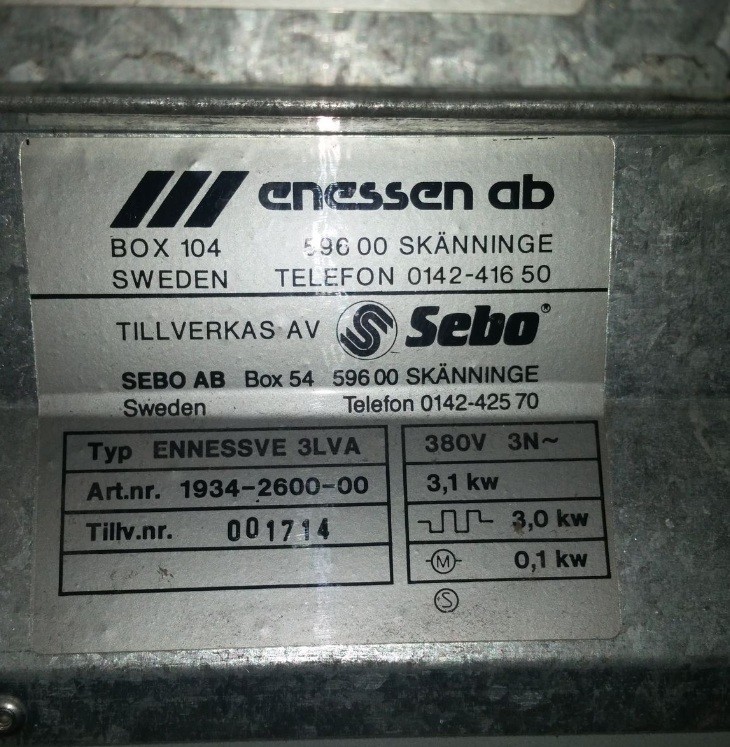 enessen ab
BOX 104 596 00 SKÄNNINGE
SWEDEN TELEFON 0142-416 50
TILLVERKAS AV S Sebo®
SEBO AB Box 54 596 00 SKÄNNINGE
Sweden Telefon 0142-425 70
Typ ENNESSVE 3LVA 380V 3N~
Art.nr. 1934-2600-00 3,1 kw
Tillv.nr. 001714 3,0 kw
M 0,1 kw
S